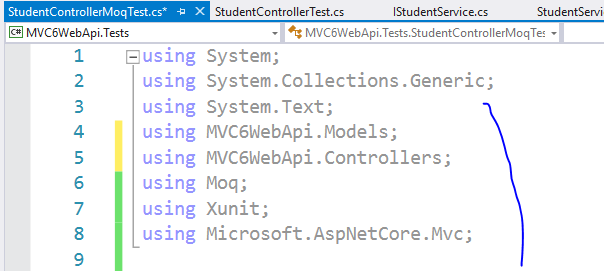 StudentControllerMoqTest.cs* StudentControllerTest.cs IStudentService.cs StudentServ
MVC6WebApi.Tests MVC6WebApi.Tests.StudentControllerMoqTes
1 using System;
2 using System.Collections.Generic;
3 using System.Text;
4 using MVC6WebApi.Models;
5 using MVC6WebApi.Controllers;
6 using Moq;
7 using Xunit;
8 using Microsoft.AspNetCore.Mvc;
9